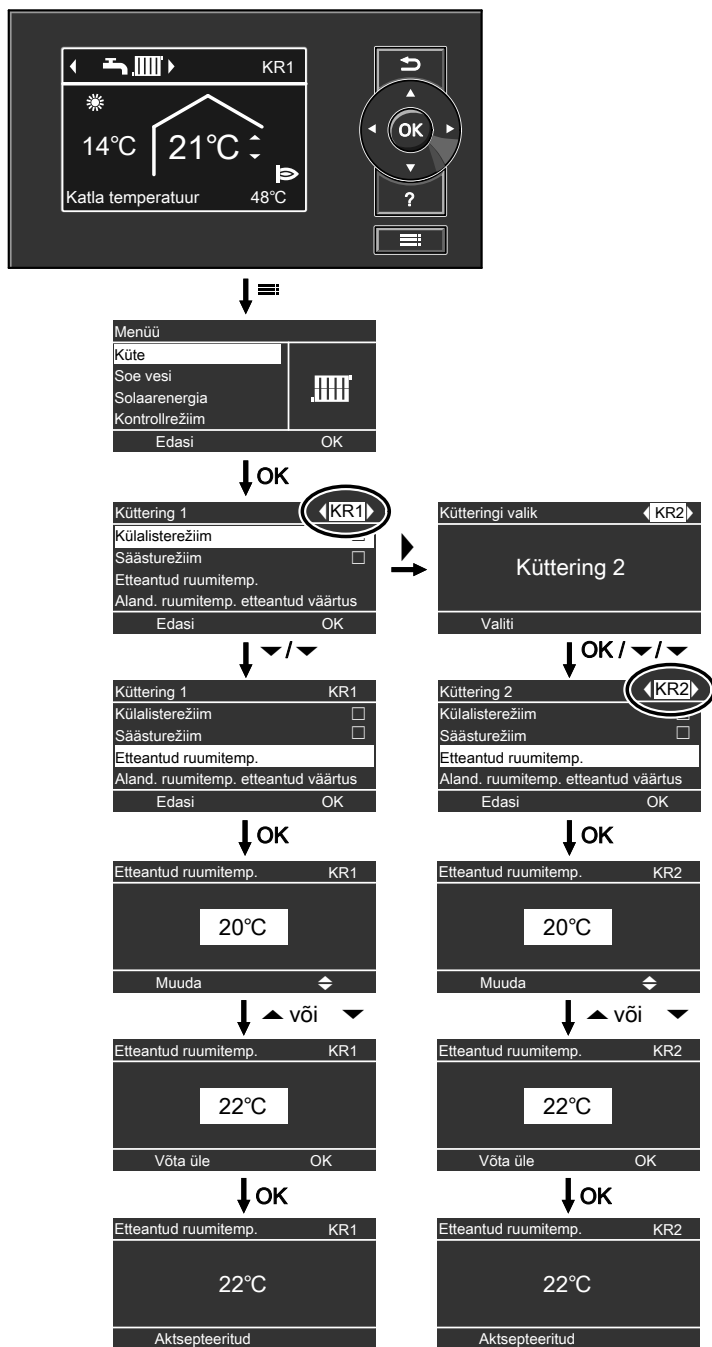 KR1
14°C 21°C
Katla temperatuur 48°C
OK
?
Menüü
Küte
Soe vesi
Solaarenergia
Kontrollrežiim
Edasi OK
OK
Küttering 1 KR1
Külalisterežiim
Säästurežiim
Etteantud ruumitemp.
Aland. ruumitemp. etteantud väärtus
Edasi OK
Kütteringi valik KR2
Küttering 2
Valiti
/
OK / /
Küttering 1 KR1
Külalisterežiim
Säästurežiim
Etteantud ruumitemp.
Aland. ruumitemp. etteantud väärtus
Edasi OK
Küttering 2 KR2
Külalisterežiim
Säästurežiim
Etteantud ruumitemp.
Aland. ruumitemp. etteantud väärtus
Edasi OK
OK
OK
Etteantud ruumitemp. KR1
20°C
Muuda
Etteantud ruumitemp. KR2
20°C
Muuda
või
või
Etteantud ruumitemp. KR1
22°C
Võta üle OK
Etteantud ruumitemp. KR2
22°C
Võta üle OK
OK
OK
Etteantud ruumitemp. KR1
22°C
Aktsepteeritud
Etteantud ruumitemp. KR2
22°C
Aktsepteeritud